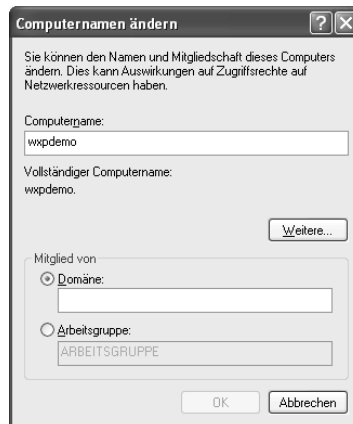 Computernamen ändern
Sie können den Namen und Mitgliedschaft dieses Computers
ändern. Dies kann Auswirkungen auf Zugriffsrechte auf
Netzwerkressourcen haben.
Computername:
wxpdemo
Vollständiger Computername:
wxpdemo.
Weitere...
Mitglied von
Domäne:
Arbeitsgruppe:
ARBEITSGRUPPE
OK Abbrechen